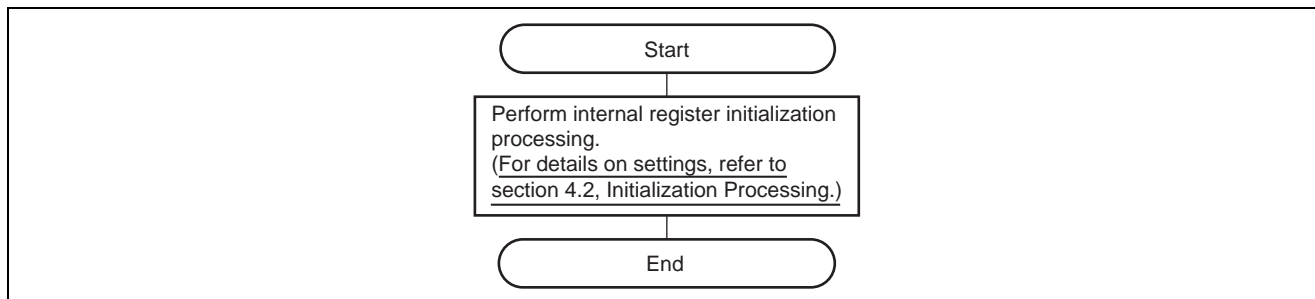 Start
Perform internal register initialization
processing.
(For details on settings, refer to
section 4.2, Initialization Processing.)
End